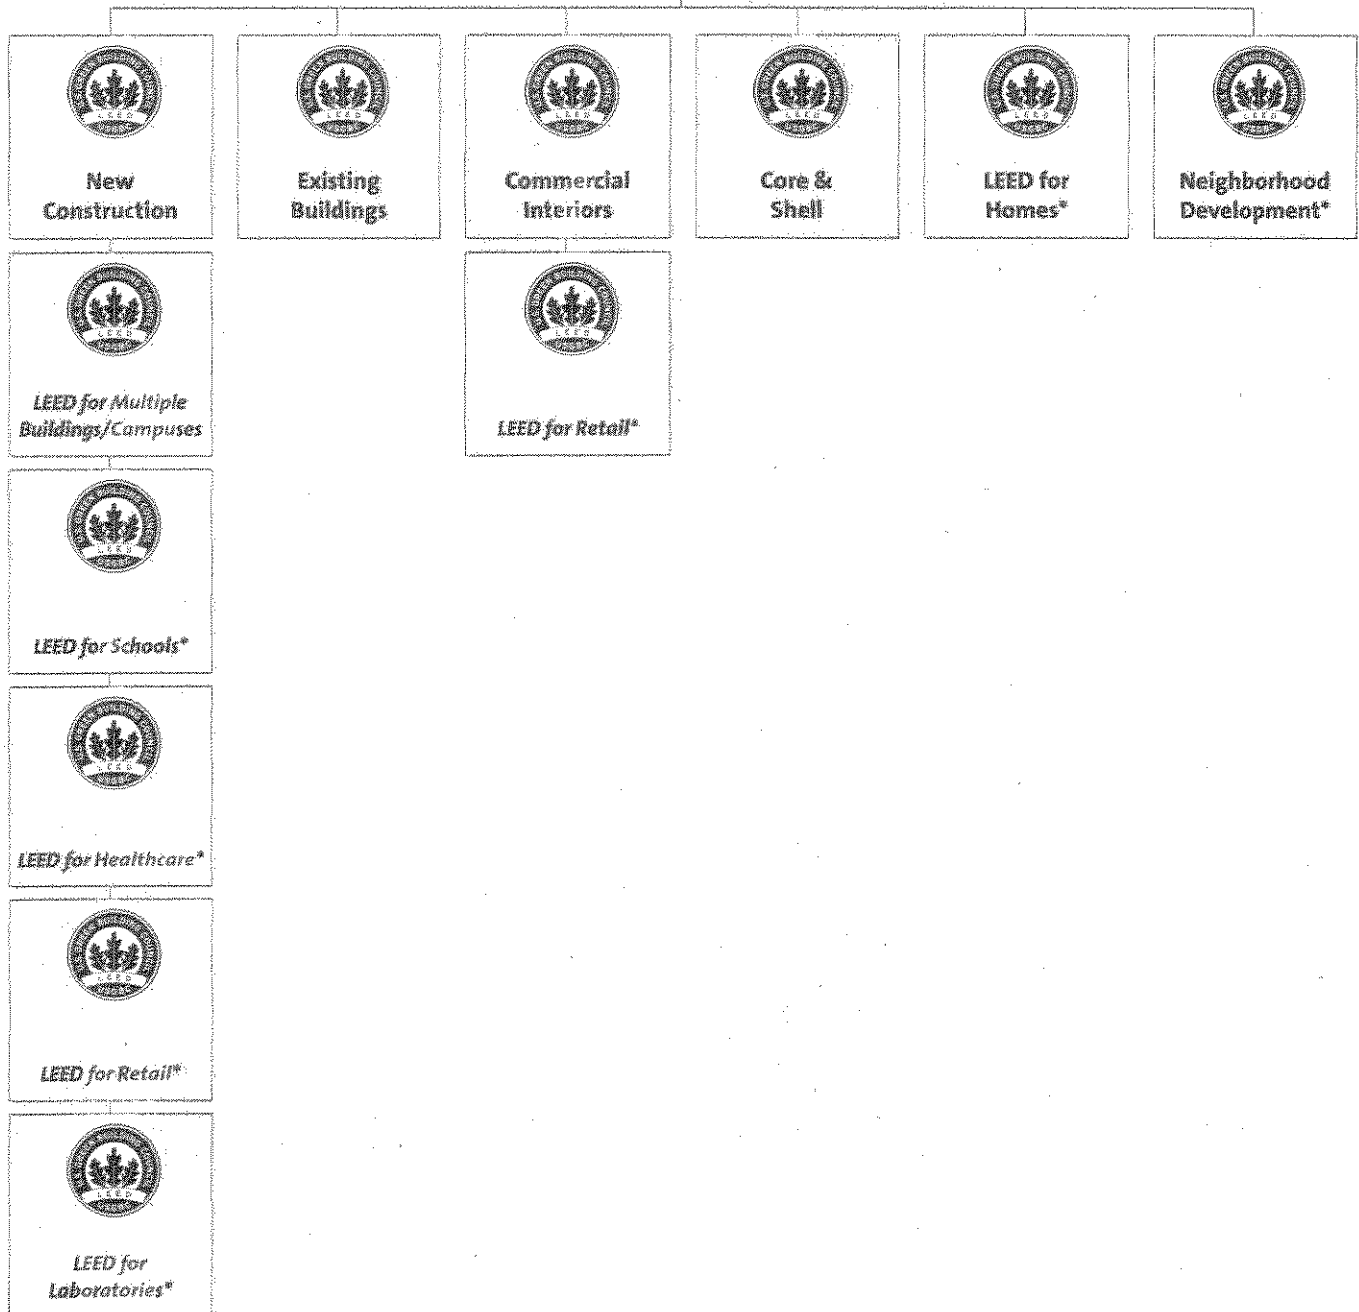 New
Construction
Existing
Buildings
Commercial
Interiors
Core &
Shell
LEED for
Homes*
Neighborhood
Development*
LEED for Multiple
Buildings/Campuses
LEED for Retail*
LEED for Schools*
LEED for Healthcare*
LEED for Retail*
LEED for
Laboratories*